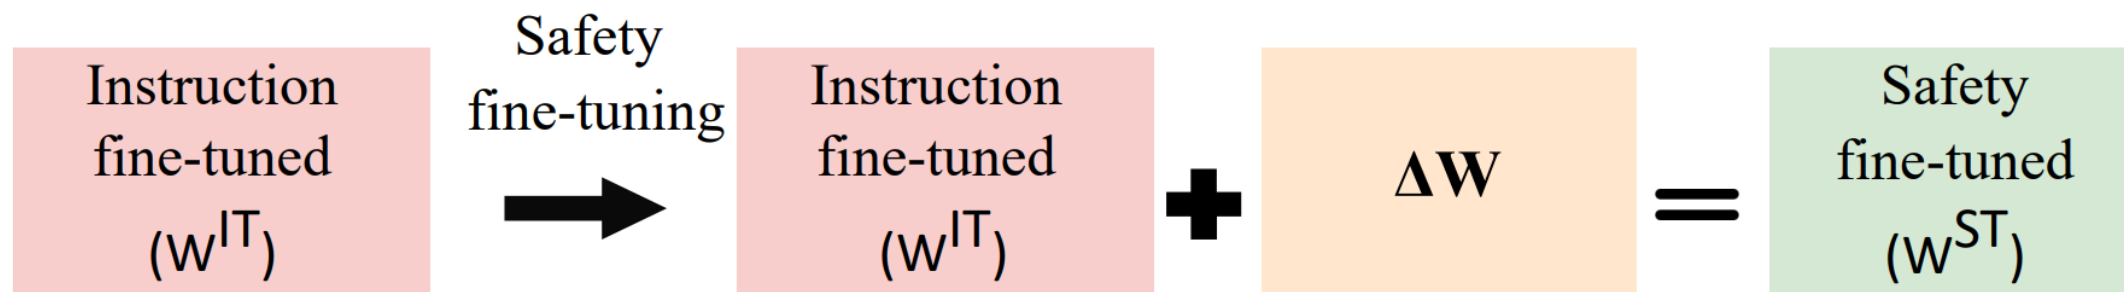 Instruction
fine-tuned
(W^IT)
Safety
fine-tuning
Instruction
fine-tuned
(W^IT)
+
ΔW
=
Safety
fine-tuned
(W^ST)